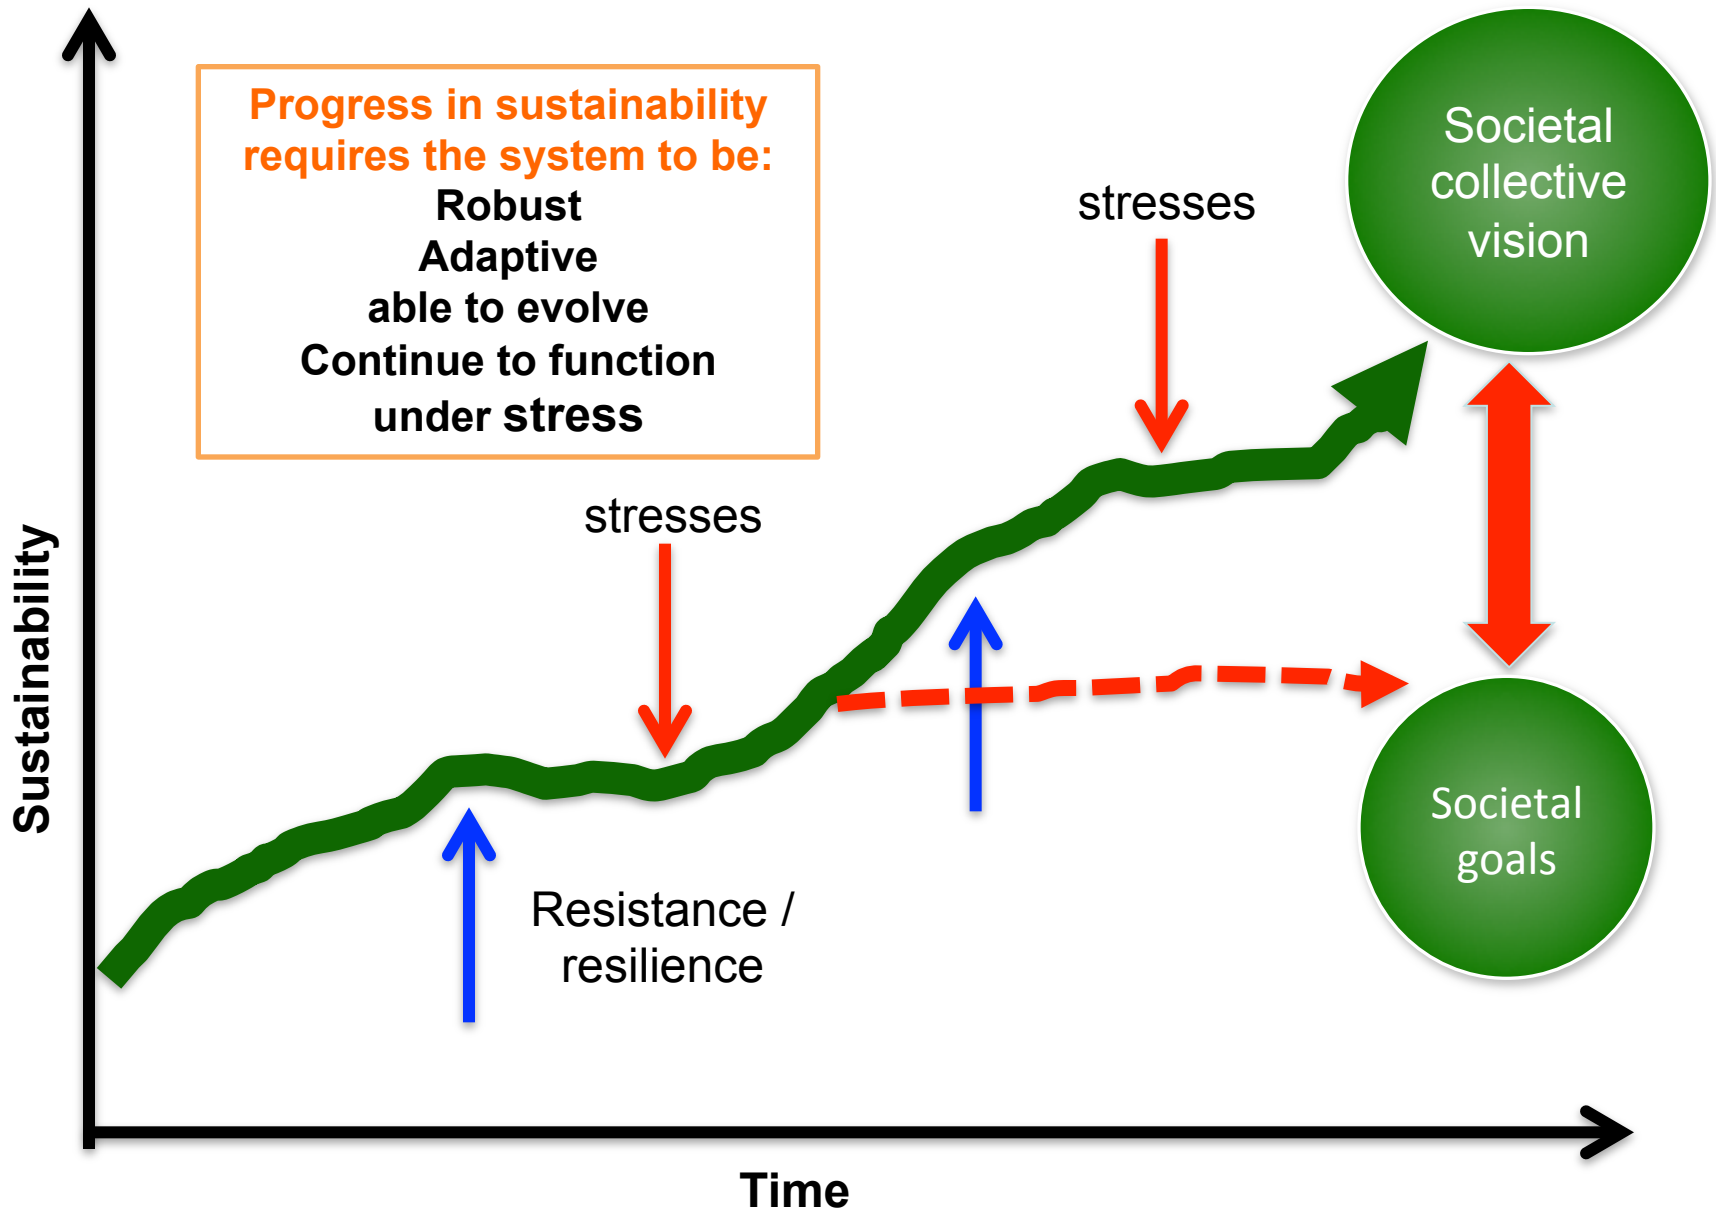 Progress in sustainability
requires the system to be:
Robust
Adaptive
able to evolve
Continue to function
under stress
Societal
collective
vision
stresses
stresses
Sustainability
Resistance /
resilience
Societal
goals
Time